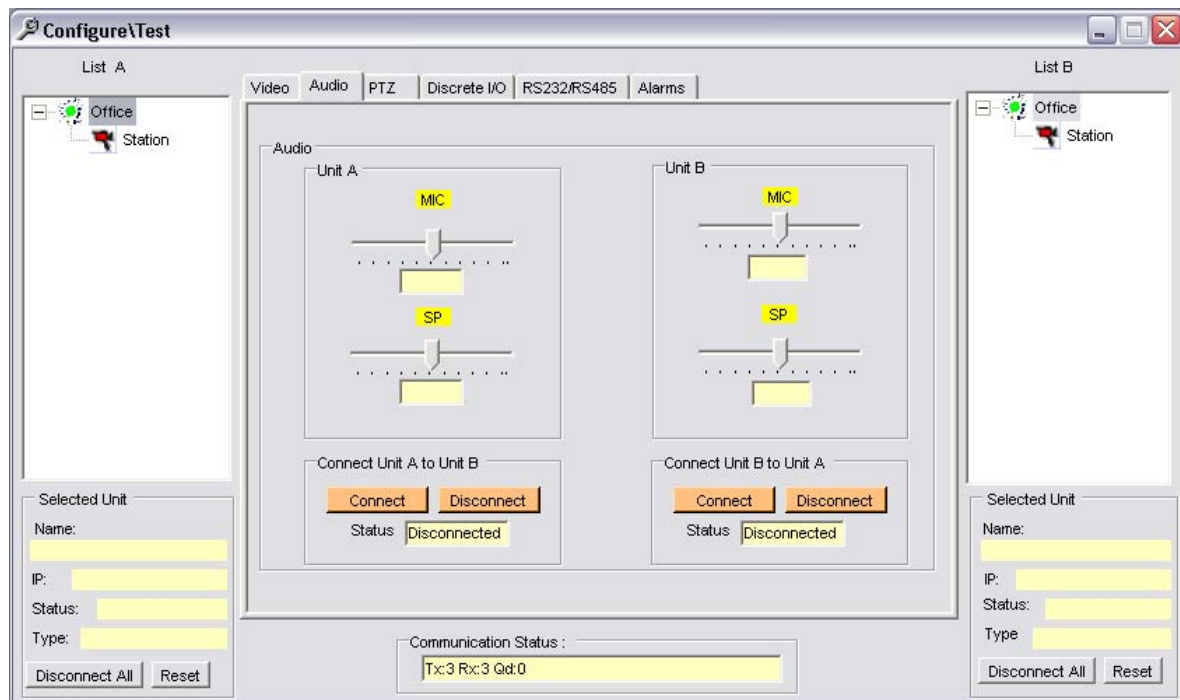 Configure\Test
List A
Office
Station
Selected Unit
Name:
IP:
Status:
Type:
Disconnect All Reset
Video Audio PTZ Discrete I/O RS232/RS485 Alarms
Audio
Unit A
MIC
SP
Connect Unit A to Unit B
Connect Disconnect
Status Disconnected
Unit B
MIC
SP
Connect Unit B to Unit A
Connect Disconnect
Status Disconnected
Communication Status :
Tx:3 Rx:3 Qd:0
List B
Office
Station
Selected Unit
Name:
IP:
Status:
Type
Disconnect All Reset